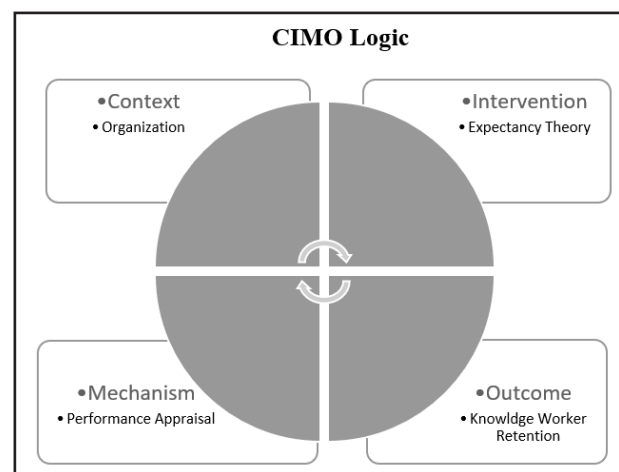 CIMO Logic
•Context
• Organization
•Intervention
• Expectancy Theory
•Mechanism
• Performance Appraisal
•Outcome
• Knowldge Worker
Retention